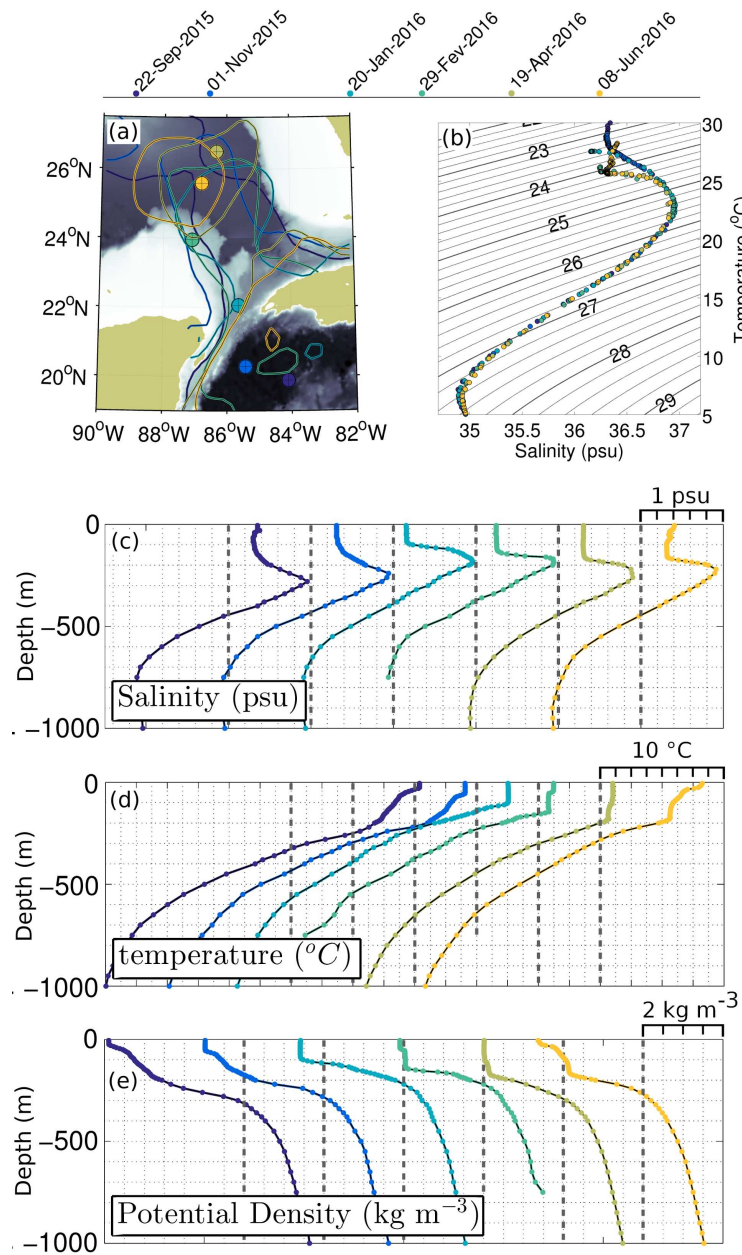 22-Sep-2015
01-Nov-2015
20-Jan-2016
29-Fev-2016
19-Apr-2016
08-Jun-2016
(a)
26°N
24°N
22°N
20°N
90°W 88°W 86°W 84°W 82°W
(b)
23
24
25
26
27
28
29
30
25
20
15
10
5
Temperature (°C)
35 35.5 36 36.5 37
Salinity (psu)
1 psu
(c)
0
−500
−1000
Depth (m)
Salinity (psu)
10 °C
(d)
0
−500
−1000
Depth (m)
temperature (°C)
2 kg m⁻³
(e)
0
−500
−1000
Depth (m)
Potential Density (kg m⁻³)